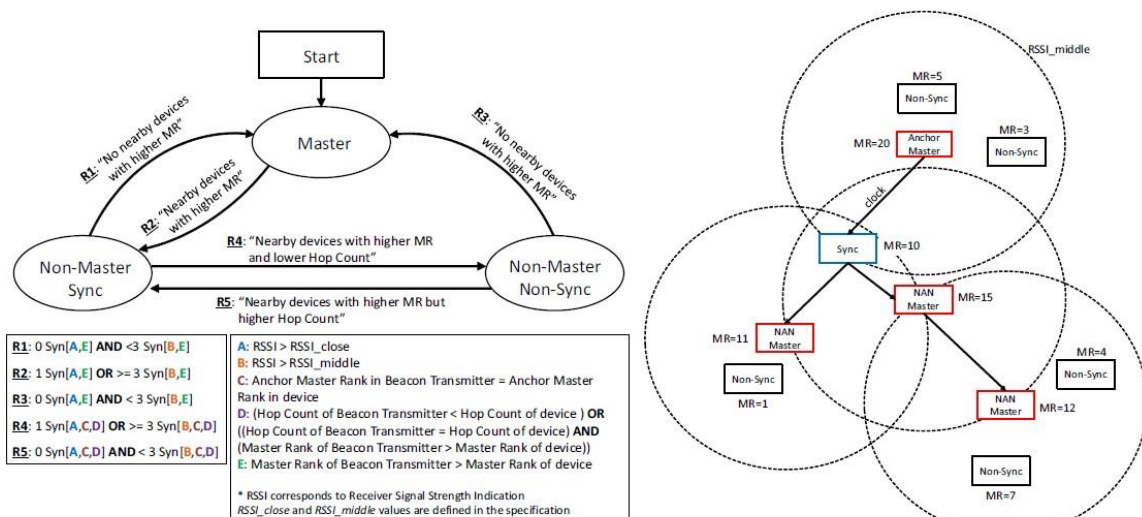 Start
Master
R1: “No nearby devices
with higher MR”
R2: “Nearby devices
with higher MR”
R3: “No nearby devices
with higher MR”
R4: “Nearby devices with higher MR
and lower Hop Count”
Non-Master
Sync
Non-Master
Non-Sync
R5: “Nearby devices with higher MR but
higher Hop Count”
R1: 0 Syn[A,E] AND <3 Syn[B,E]
R2: 1 Syn[A,E] OR >= 3 Syn[B,E]
R3: 0 Syn[A,E] AND < 3 Syn[B,E]
R4: 1 Syn[A,C,D] OR >= 3 Syn[B,C,D]
R5: 0 Syn[A,C,D] AND < 3 Syn[B,C,D]
A: RSSI > RSSI_close
B: RSSI > RSSI_middle
C: Anchor Master Rank in Beacon Transmitter = Anchor Master
Rank in device
D: (Hop Count of Beacon Transmitter < Hop Count of device ) OR
((Hop Count of Beacon Transmitter = Hop Count of device) AND
(Master Rank of Beacon Transmitter > Master Rank of device))
E: Master Rank of Beacon Transmitter > Master Rank of device
* RSSI corresponds to Receiver Signal Strength Indication
RSSI_close and RSSI_middle values are defined in the specification
RSSI_middle
MR=5
Non-Sync
MR=20
Anchor
Master
MR=3
Non-Sync
clock
Sync
MR=10
NAN
Master
MR=15
MR=11
NAN
Master
Non-Sync
MR=1
MR=4
Non-Sync
NAN
Master
MR=12
Non-Sync
MR=7